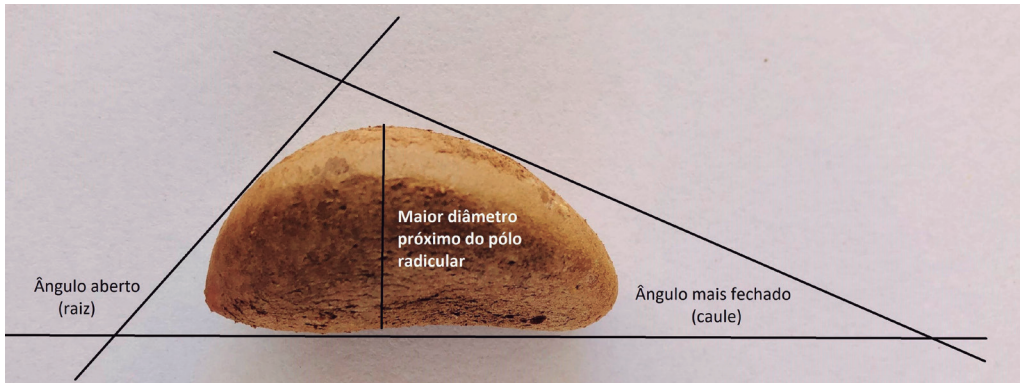 Maior diâmetro
próximo do pólo
radicular
Ângulo aberto
(raiz)
Ângulo mais fechado
(caule)